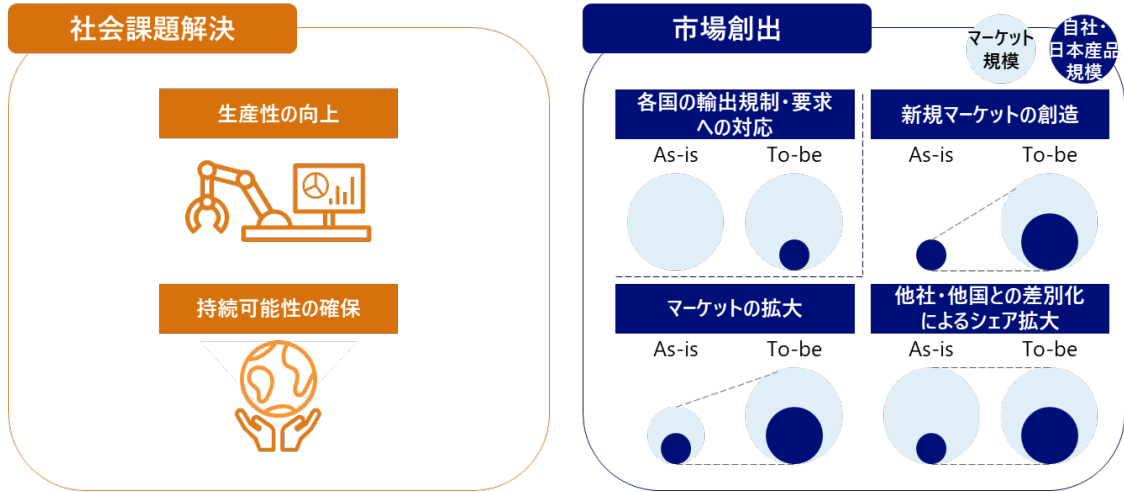 社会課題解決
生産性の向上
持続可能性の確保
市場創出
マーケット
規模
自社・
日本産品
規模
各国の輸出規制・要求
への対応
As-is
To-be
新規マーケットの創造
As-is
To-be
マーケットの拡大
As-is
To-be
他社・他国との差別化
によるシェア拡大
As-is
To-be